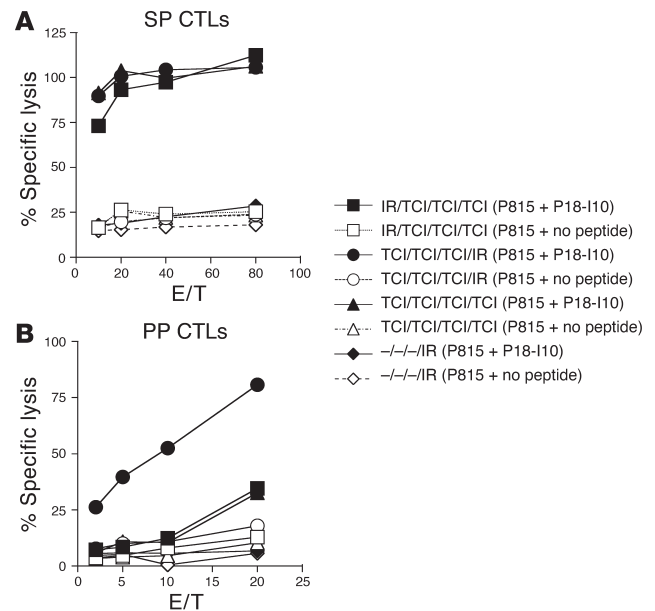 A
SP CTLs
125
100
75
50
25
0
0 20 40 60 80 100
% Specific lysis
E/T
IR/TCI/TCI/TCI (P815 + P18-I10)
IR/TCI/TCI/TCI (P815 + no peptide)
TCI/TCI/TCI/IR (P815 + P18-I10)
TCI/TCI/TCI/IR (P815 + no peptide)
TCI/TCI/TCI/TCI (P815 + P18-I10)
TCI/TCI/TCI/TCI (P815 + no peptide)
–/–/–/IR (P815 + P18-I10)
–/–/–/IR (P815 + no peptide)
B
PP CTLs
100
75
50
25
0
0 5 10 15 20 25
% Specific lysis
E/T